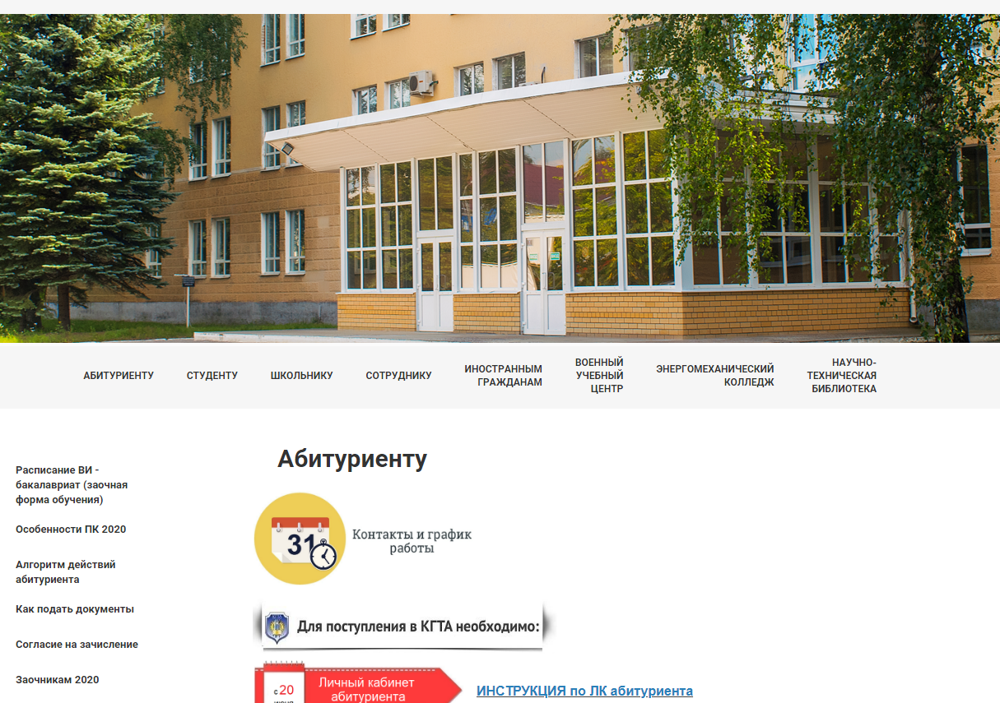 АБИТУРИЕНТУ
СТУДЕНТУ
ШКОЛЬНИКУ
СОТРУДНИКУ
ИНОСТРАННЫМ
ГРАЖДАНАМ
ВОЕННЫЙ
УЧЕБНЫЙ
ЦЕНТР
ЭНЕРГОМЕХАНИЧЕСКИЙ
КОЛЛЕДЖ
НАУЧНО-
ТЕХНИЧЕСКАЯ
БИБЛИОТЕКА
Расписание ВИ -
бакалавриат (заочная
форма обучения)
Особенности ПК 2020
Алгоритм действий
абитуриента
Как подать документы
Согласие на зачисление
Заочникам 2020
Абитуриенту
31
Контакты и график
работы
Для поступления в КГТА необходимо:
с 20
июня
Личный кабинет
абитуриента
ИНСТРУКЦИЯ по ЛК абитуриента